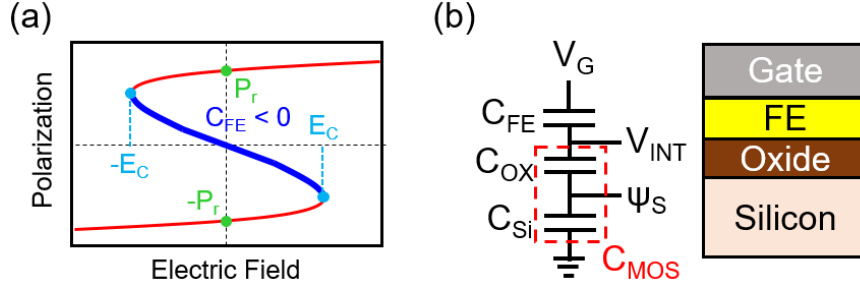 (a)
Polarization
P_r
C_FE < 0
E_C
-E_C
-P_r
Electric Field
(b)
V_G
C_FE
V_INT
C_OX
Ψ_S
C_Si
C_MOS
Gate
FE
Oxide
Silicon